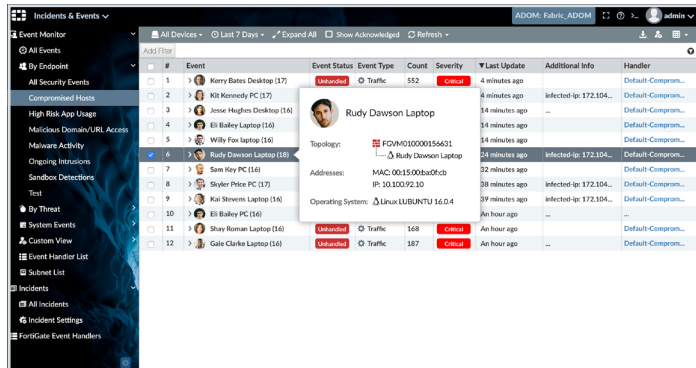 Incidents & Events
ADOM: Fabric_ADOM
admin
Event Monitor
All Devices
Last 7 Days
Expand All
Show Acknowledged
Refresh
All Events
Add Filter
By Endpoint
# Event Event Status Event Type Count Severity Last Update Additional Info Handler
All Security Events
1 Kerry Bates Desktop (17) Unhandled Traffic 552 Critical 4 minutes ago Default-Comprom...
Compromised Hosts
2 Kit Kennedy PC (17) 4 minutes ago infected-ip: 172.104... Default-Comprom...
High Risk App Usage
3 Jesse Hughes Desktop (16) 14 minutes ago ... Default-Comprom...
Malicious Domain/URL Access
4 Eli Bailey Laptop (16) 14 minutes ago Default-Comprom...
Malware Activity
5 Willy Fox laptop (16) 14 minutes ago Default-Comprom...
Ongoing Intrusions
6 Rudy Dawson Laptop (18) 24 minutes ago infected-ip: 172.104... Default-Comprom...
Sandbox Detections
7 Sam Key PC (16) 32 minutes ago Default-Comprom...
Test
8 Skyler Price PC (17) 38 minutes ago infected-ip: 172.104... Default-Comprom...
By Threat
9 Kai Stevens Laptop (16) 39 minutes ago infected-ip: 172.104... Default-Comprom...
System Events
10 Eli Bailey PC (16) An hour ago ... ...
Custom View
11 Shay Roman Laptop (16) Unhandled Traffic 168 Critical An hour ago Default-Comprom...
Event Handler List
12 Gale Clarke Laptop (16) Unhandled Traffic 187 Critical An hour ago ... Default-Comprom...
Subnet List
Incidents
All Incidents
Incident Settings
FortiGate Event Handlers
Rudy Dawson Laptop
Topology: FGVM010000156631
Rudy Dawson Laptop
Addresses: MAC: 00:15:00:ba:0f:cb
IP: 10.100.92.10
Operating System: Linux LUBUNTU 16.0.4